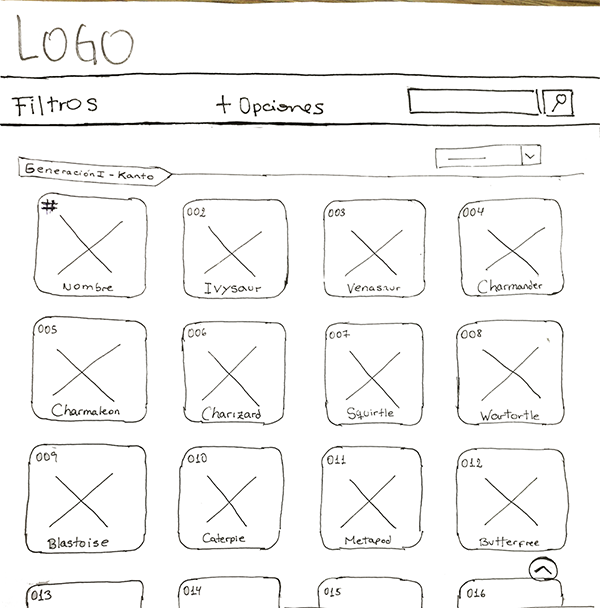 LOGO
Filtros + Opciones
Generación I - Kanto
# 002 003 004
Nombre Ivysaur Venasaur Charmander
005 006 007 008
Charmaleon Charizard Squirtle Wartortle
009 010 011 012
Blastoise Caterpie Metapod Butterfree
013 014 015 016